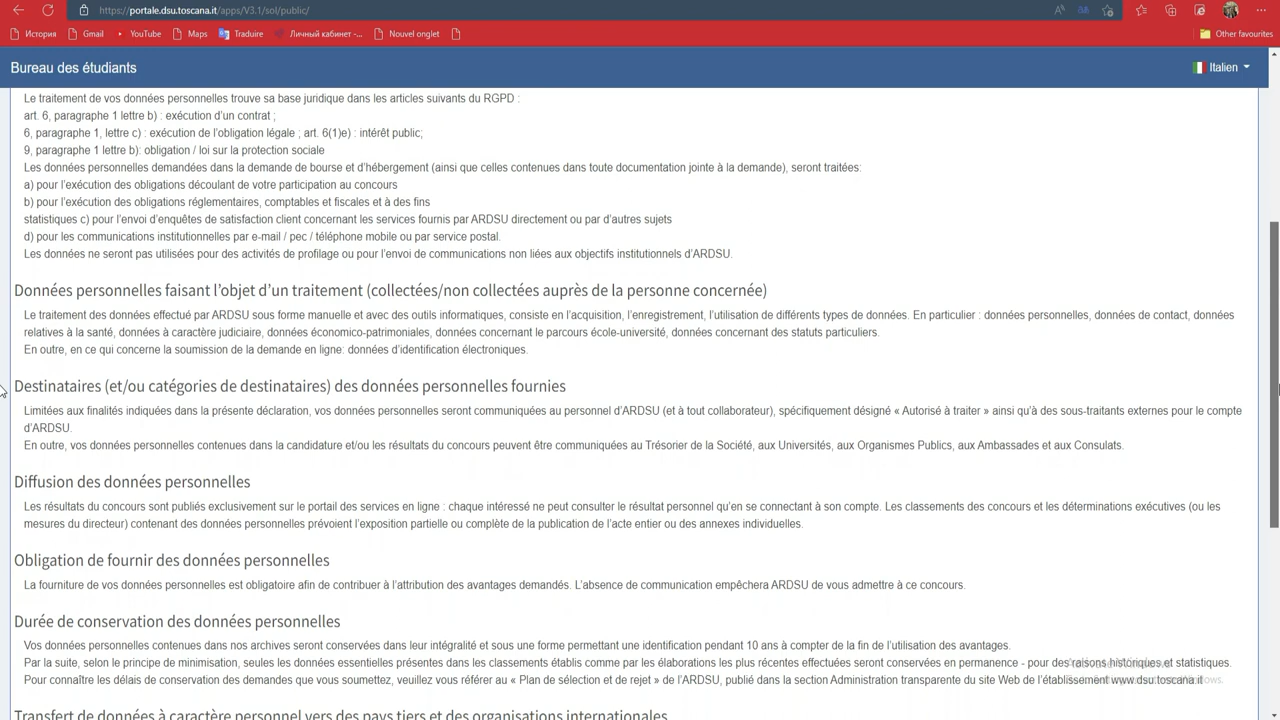 https://portale.dsu.toscana.it/apps/V3.1/sol/public/
История
Gmail
YouTube
Maps
Traduire
Личный кабинет -...
Nouvel onglet
Other favourites
Bureau des étudiants
Italien
Le traitement de vos données personnelles trouve sa base juridique dans les articles suivants du RGPD :
art. 6, paragraphe 1 lettre b) : exécution d’un contrat ;
6, paragraphe 1, lettre c) : exécution de l’obligation légale ; art. 6(1)e) : intérêt public;
9, paragraphe 1 lettre b): obligation / loi sur la protection sociale
Les données personnelles demandées dans la demande de bourse et d’hébergement (ainsi que celles contenues dans toute documentation jointe à la demande), seront traitées:
a) pour l’exécution des obligations découlant de votre participation au concours
b) pour l’exécution des obligations réglementaires, comptables et fiscales et à des fins
statistiques c) pour l’envoi d’enquêtes de satisfaction client concernant les services fournis par ARDSU directement ou par d’autres sujets
d) pour les communications institutionnelles par e-mail / pec / téléphone mobile ou par service postal.
Les données ne seront pas utilisées pour des activités de profilage ou pour l’envoi de communications non liées aux objectifs institutionnels d’ARDSU.
Données personnelles faisant l’objet d’un traitement (collectées/non collectées auprès de la personne concernée)
Le traitement des données effectué par ARDSU sous forme manuelle et avec des outils informatiques, consiste en l’acquisition, l’enregistrement, l’utilisation de différents types de données. En particulier : données personnelles, données de contact, données
relatives à la santé, données à caractère judiciaire, données économico-patrimoniales, données concernant le parcours école-université, données concernant des statuts particuliers.
En outre, en ce qui concerne la soumission de la demande en ligne: données d’identification électroniques.
Destinataires (et/ou catégories de destinataires) des données personnelles fournies
Limitées aux finalités indiquées dans la présente déclaration, vos données personnelles seront communiquées au personnel d’ARDSU (et à tout collaborateur), spécifiquement désigné « Autorisé à traiter » ainsi qu’à des sous-traitants externes pour le compte
d’ARDSU.
En outre, vos données personnelles contenues dans la candidature et/ou les résultats du concours peuvent être communiquées au Trésorier de la Société, aux Universités, aux Organismes Publics, aux Ambassades et aux Consulats.
Diffusion des données personnelles
Les résultats du concours sont publiés exclusivement sur le portail des services en ligne : chaque intéressé ne peut consulter le résultat personnel qu’en se connectant à son compte. Les classements des concours et les déterminations exécutives (ou les
mesures du directeur) contenant des données personnelles prévoient l’exposition partielle ou complète de la publication de l’acte entier ou des annexes individuelles.
Obligation de fournir des données personnelles
La fourniture de vos données personnelles est obligatoire afin de contribuer à l’attribution des avantages demandés. L’absence de communication empêchera ARDSU de vous admettre à ce concours.
Durée de conservation des données personnelles
Vos données personnelles contenues dans nos archives seront conservées dans leur intégralité et sous une forme permettant une identification pendant 10 ans à compter de la fin de l’utilisation des avantages.
Par la suite, selon le principe de minimisation, seules les données essentielles présentes dans les classements établis comme par les élaborations les plus récentes effectuées seront conservées en permanence - pour des raisons historiques et statistiques.
Pour connaître les délais de conservation des demandes que vous soumettez, veuillez vous référer au « Plan de sélection et de rejet » de l’ARDSU, publié dans la section Administration transparente du site Web de l’établissement www.dsu.toscana.it
Transfert de données à caractère personnel vers des pays tiers et des organisations internationales